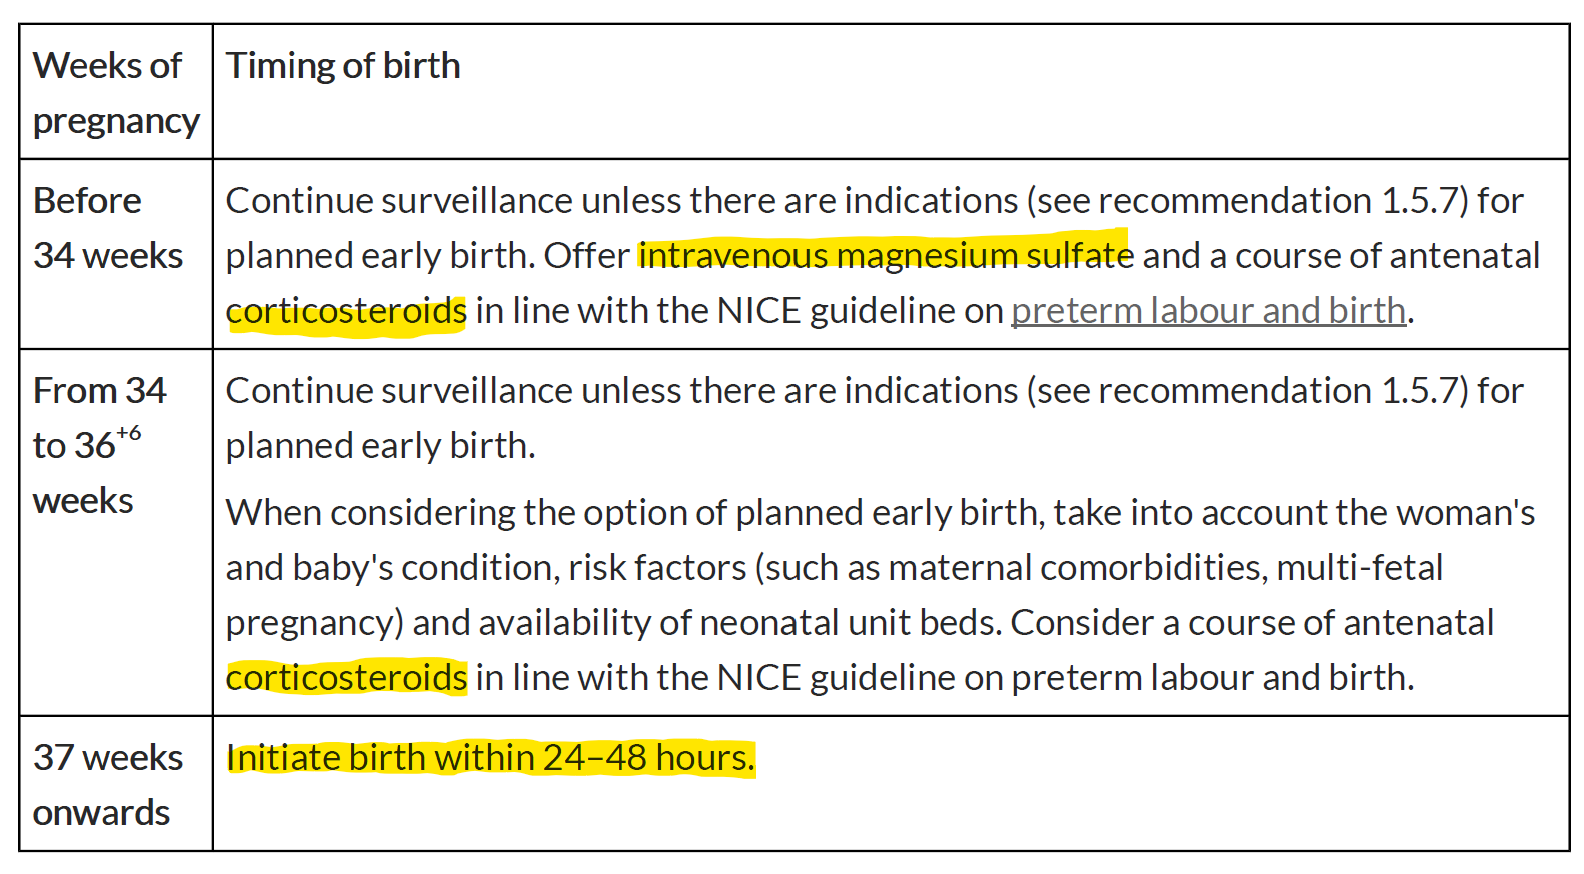 Weeks of
pregnancy
Timing of birth
Before
34 weeks
Continue surveillance unless there are indications (see recommendation 1.5.7) for
planned early birth. Offer intravenous magnesium sulfate and a course of antenatal
corticosteroids in line with the NICE guideline on preterm labour and birth.
From 34
to 36+6
weeks
Continue surveillance unless there are indications (see recommendation 1.5.7) for
planned early birth.
When considering the option of planned early birth, take into account the woman's
and baby's condition, risk factors (such as maternal comorbidities, multi-fetal
pregnancy) and availability of neonatal unit beds. Consider a course of antenatal
corticosteroids in line with the NICE guideline on preterm labour and birth.
37 weeks
onwards
Initiate birth within 24–48 hours.